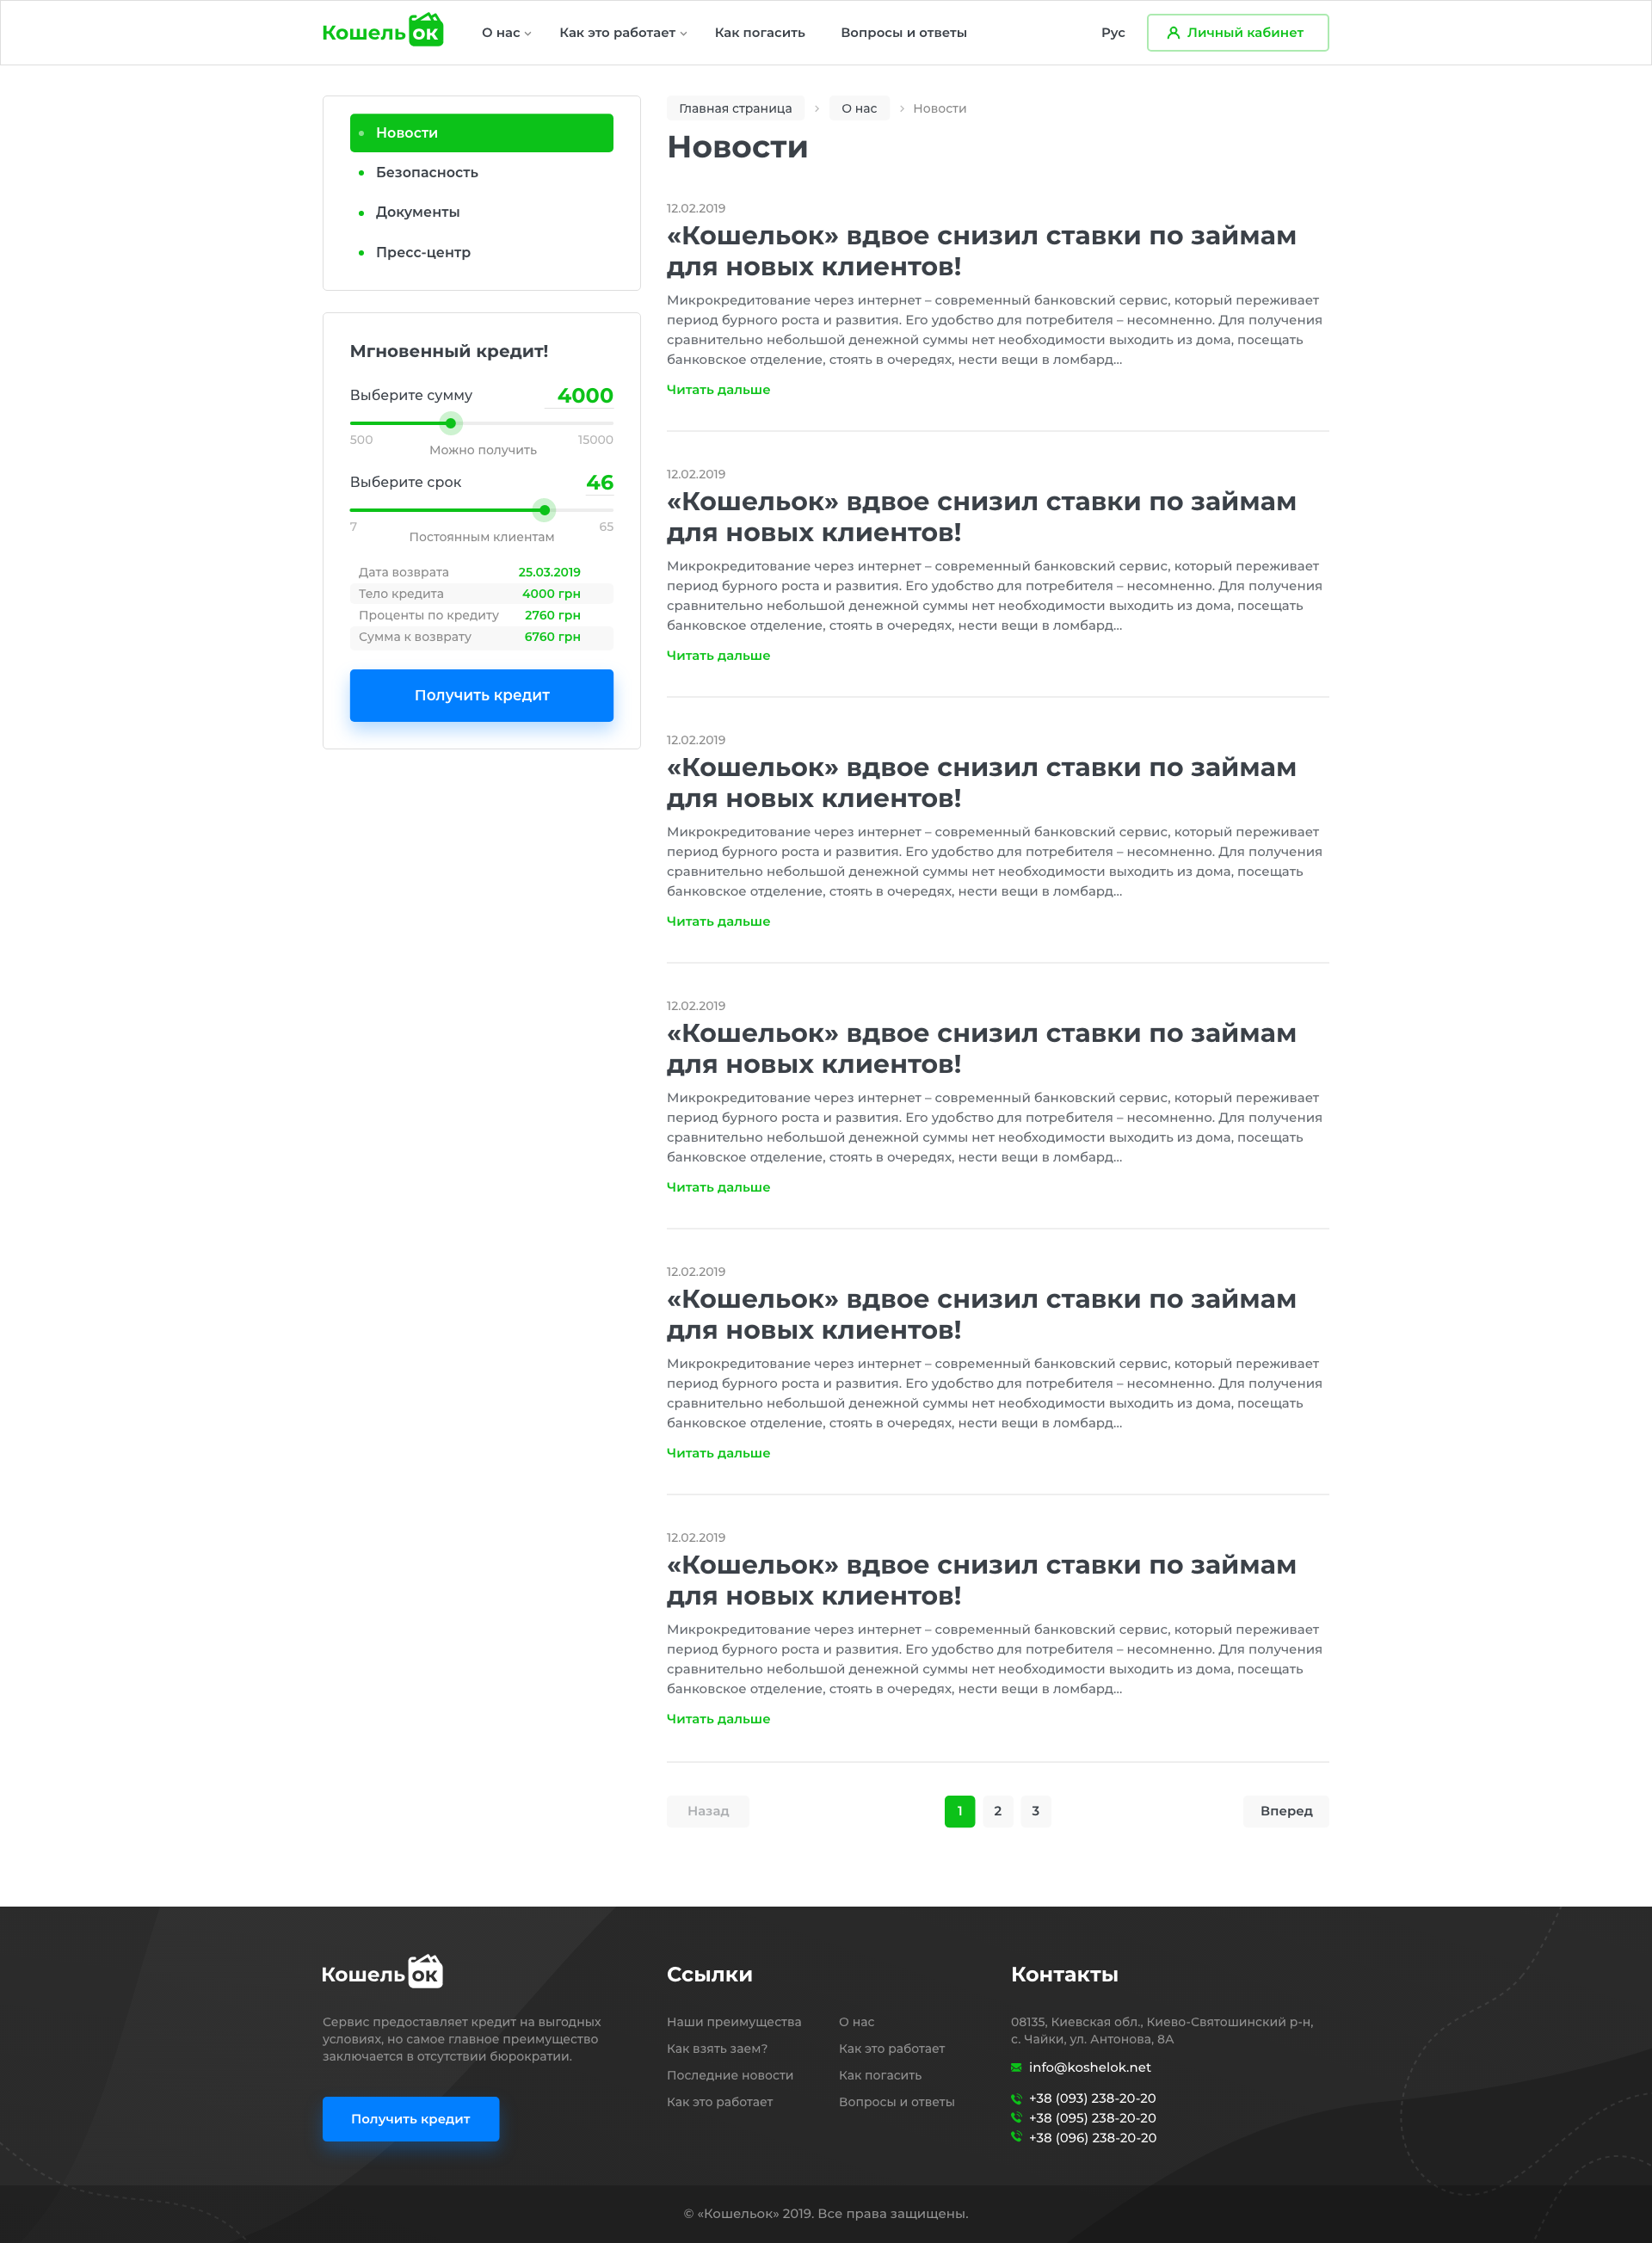 Кошельок
О нас
Как это работает
Как погасить
Вопросы и ответы
Рус
Личный кабинет
Новости
Безопасность
Документы
Пресс-центр
Мгновенный кредит!
Выберите сумму 4000
500 15000
Можно получить
Выберите срок 46
7 65
Постоянным клиентам
Дата возврата 25.03.2019
Тело кредита 4000 грн
Проценты по кредиту 2760 грн
Сумма к возврату 6760 грн
Получить кредит
Главная страница > О нас > Новости
Новости
12.02.2019
«Кошельок» вдвое снизил ставки по займам
для новых клиентов!
Микрокредитование через интернет – современный банковский сервис, который переживает
период бурного роста и развития. Его удобство для потребителя – несомненно. Для получения
сравнительно небольшой денежной суммы нет необходимости выходить из дома, посещать
банковское отделение, стоять в очередях, нести вещи в ломбард...
Читать дальше
12.02.2019
«Кошельок» вдвое снизил ставки по займам
для новых клиентов!
Микрокредитование через интернет – современный банковский сервис, который переживает
период бурного роста и развития. Его удобство для потребителя – несомненно. Для получения
сравнительно небольшой денежной суммы нет необходимости выходить из дома, посещать
банковское отделение, стоять в очередях, нести вещи в ломбард...
Читать дальше
12.02.2019
«Кошельок» вдвое снизил ставки по займам
для новых клиентов!
Микрокредитование через интернет – современный банковский сервис, который переживает
период бурного роста и развития. Его удобство для потребителя – несомненно. Для получения
сравнительно небольшой денежной суммы нет необходимости выходить из дома, посещать
банковское отделение, стоять в очередях, нести вещи в ломбард...
Читать дальше
12.02.2019
«Кошельок» вдвое снизил ставки по займам
для новых клиентов!
Микрокредитование через интернет – современный банковский сервис, который переживает
период бурного роста и развития. Его удобство для потребителя – несомненно. Для получения
сравнительно небольшой денежной суммы нет необходимости выходить из дома, посещать
банковское отделение, стоять в очередях, нести вещи в ломбард...
Читать дальше
12.02.2019
«Кошельок» вдвое снизил ставки по займам
для новых клиентов!
Микрокредитование через интернет – современный банковский сервис, который переживает
период бурного роста и развития. Его удобство для потребителя – несомненно. Для получения
сравнительно небольшой денежной суммы нет необходимости выходить из дома, посещать
банковское отделение, стоять в очередях, нести вещи в ломбард...
Читать дальше
12.02.2019
«Кошельок» вдвое снизил ставки по займам
для новых клиентов!
Микрокредитование через интернет – современный банковский сервис, который переживает
период бурного роста и развития. Его удобство для потребителя – несомненно. Для получения
сравнительно небольшой денежной суммы нет необходимости выходить из дома, посещать
банковское отделение, стоять в очередях, нести вещи в ломбард...
Читать дальше
Назад
1 2 3
Вперед
Кошельок
Сервис предоставляет кредит на выгодных
условиях, но самое главное преимущество
заключается в отсутствии бюрократии.
Получить кредит
Ссылки
Наши преимущества
Как взять заем?
Последние новости
Как это работает
О нас
Как это работает
Как погасить
Вопросы и ответы
Контакты
08135, Киевская обл., Киево-Святошинский р-н,
с. Чайки, ул. Антонова, 8А
info@koshelok.net
+38 (093) 238-20-20
+38 (095) 238-20-20
+38 (096) 238-20-20
© «Кошельок» 2019. Все права защищены.